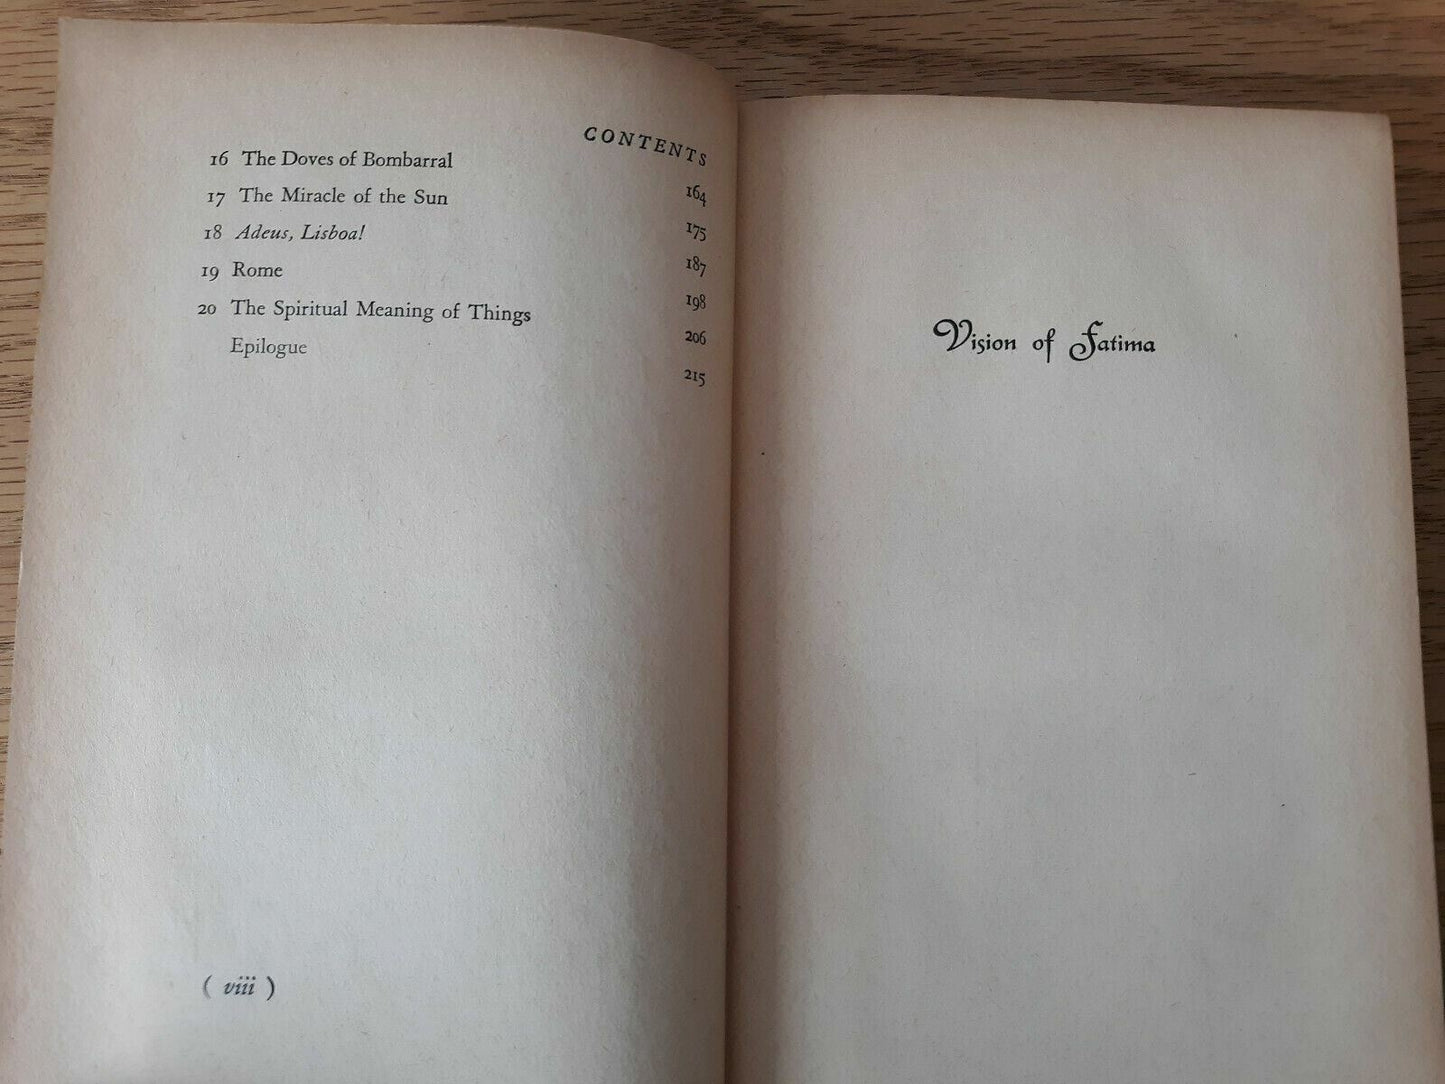 CONTENTS
16 The Doves of Bombarral 164
17 The Miracle of the Sun 175
18 Adeus, Lisboa! 187
19 Rome 198
20 The Spiritual Meaning of Things 206
Epilogue 215
( viii )
Vision of Fatima